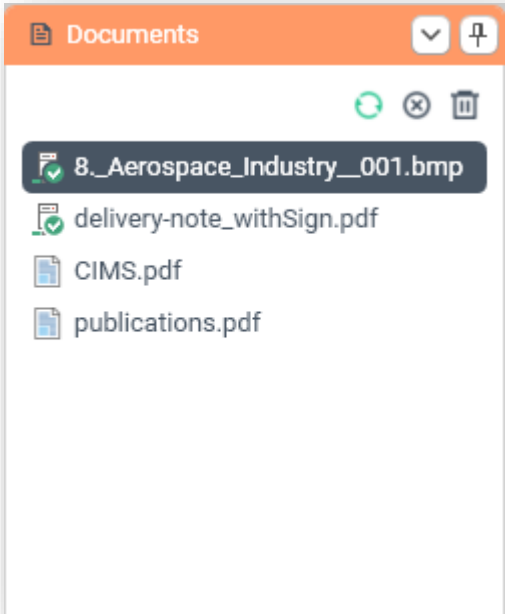 Documents
8._Aerospace_Industry__001.bmp
delivery-note_withSign.pdf
CIMS.pdf
publications.pdf